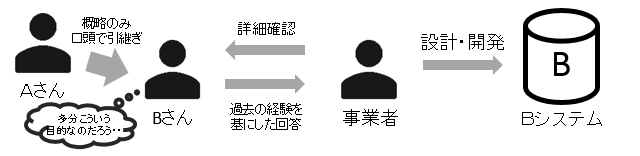 概略のみ
口頭で引継ぎ
Aさん
多分こういう
目的なのだろう・・
Bさん
詳細確認
過去の経験を
基にした回答
事業者
設計・開発
B
Bシステム